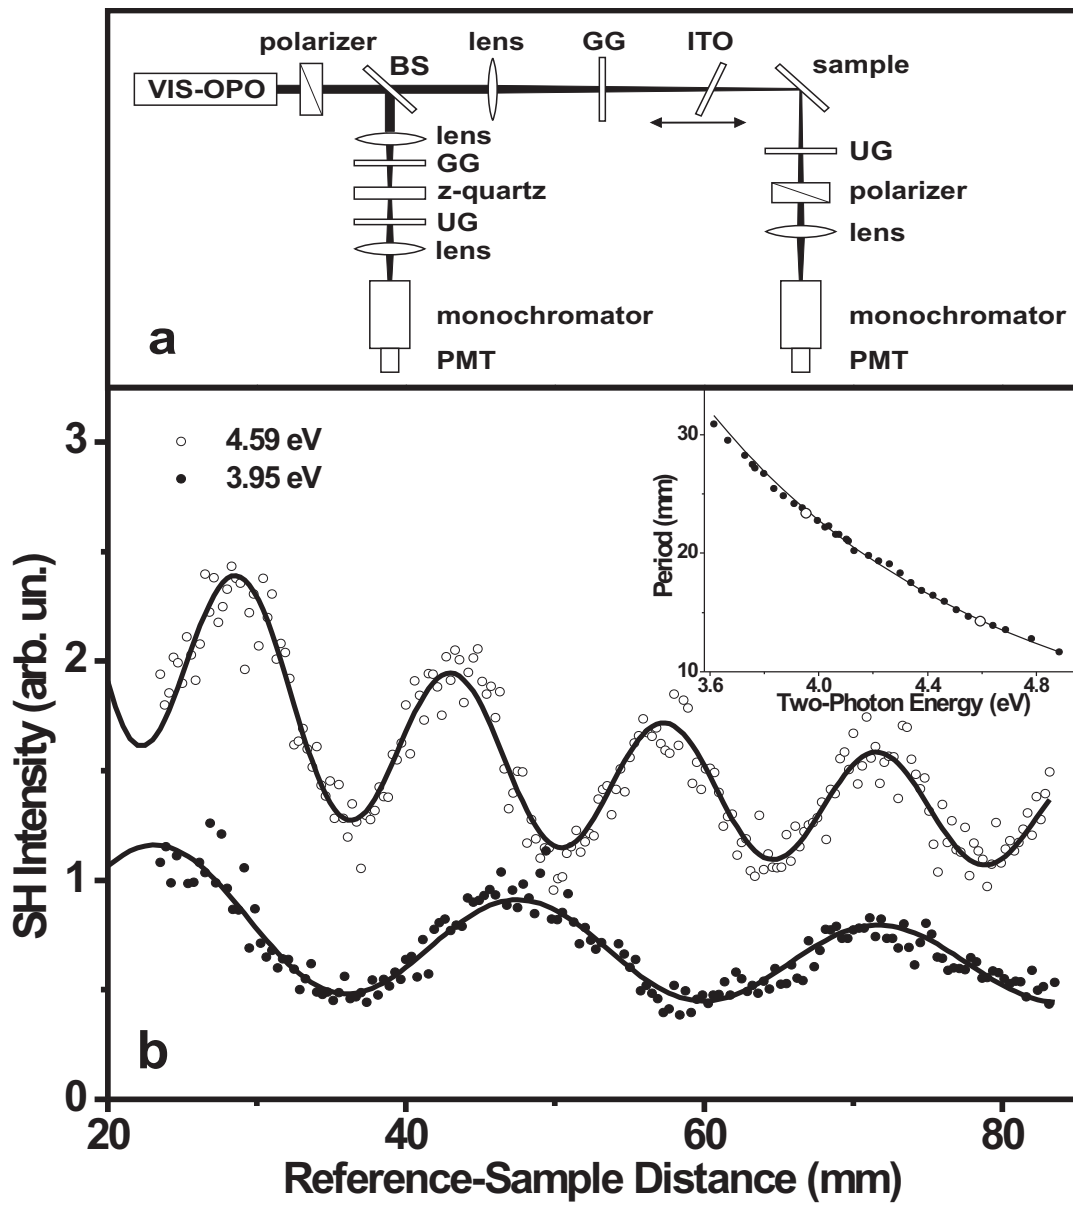 polarizer
BS
lens
GG
ITO
sample
VIS-OPO
lens
GG
z-quartz
UG
lens
monochromator
PMT
UG
polarizer
lens
monochromator
PMT
a
4.59 eV
3.95 eV
30
20
10
3.6
4.0
4.4
4.8
Period (mm)
Two-Photon Energy (eV)
3
2
1
0
SH Intensity (arb. un.)
b
20
40
60
80
Reference-Sample Distance (mm)